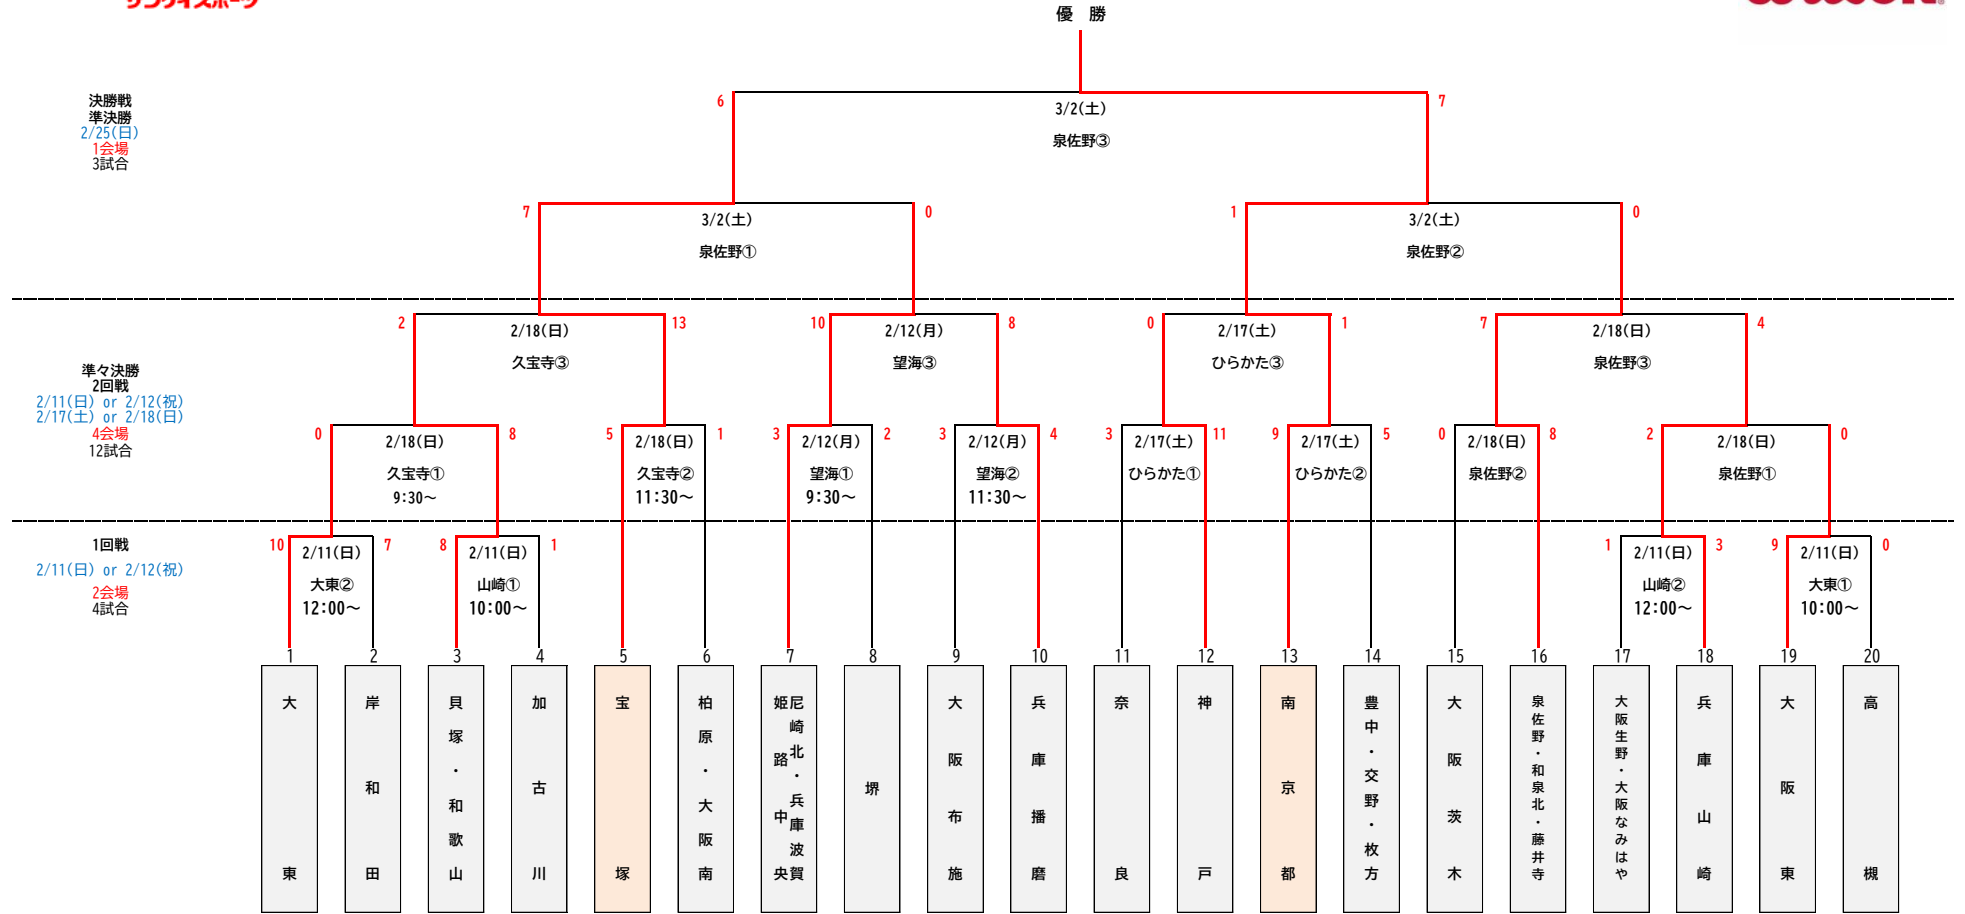 サンケイスポーツ
優 勝
決勝戦
準決勝
2/25(日)
1会場
3試合
6
3/2(土)
泉佐野③
7
7
3/2(土)
泉佐野①
0
1
3/2(土)
泉佐野②
0
準々決勝
2回戦
2/11(日) or 2/12(祝)
2/17(土) or 2/18(日)
4会場
12試合
2
2/18(日)
久宝寺③
13
10
2/12(月)
望海③
8
0
2/17(土)
ひらかた③
1
7
2/18(日)
泉佐野③
4
0
2/18(日)
久宝寺①
9:30～
8
5
2/18(日)
久宝寺②
11:30～
1
3
2/12(月)
望海①
9:30～
2
3
2/12(月)
望海②
11:30～
4
3
2/17(土)
ひらかた①
11
9
2/17(土)
ひらかた②
5
0
2/18(日)
泉佐野②
8
2
2/18(日)
泉佐野①
0
1回戦
2/11(日) or 2/12(祝)
2会場
4試合
10
2/11(日)
大東②
12:00～
7
8
2/11(日)
山崎①
10:00～
1
1
2/11(日)
山崎②
12:00～
3
9
2/11(日)
大東①
10:00～
0
1
大東
2
岸和田
3
貝塚・和歌山
4
加古川
5
宝塚
6
柏原・大阪南
7
尼崎北・兵庫波賀
姫路中央
8
堺
9
大阪布施
10
兵庫播磨
11
奈良
12
神戸
13
南京都
14
豊中・交野・枚方
15
大阪茨木
16
泉佐野・和泉北・藤井寺
17
大阪生野・大阪なみはや
18
兵庫山崎
19
大阪東
20
高槻